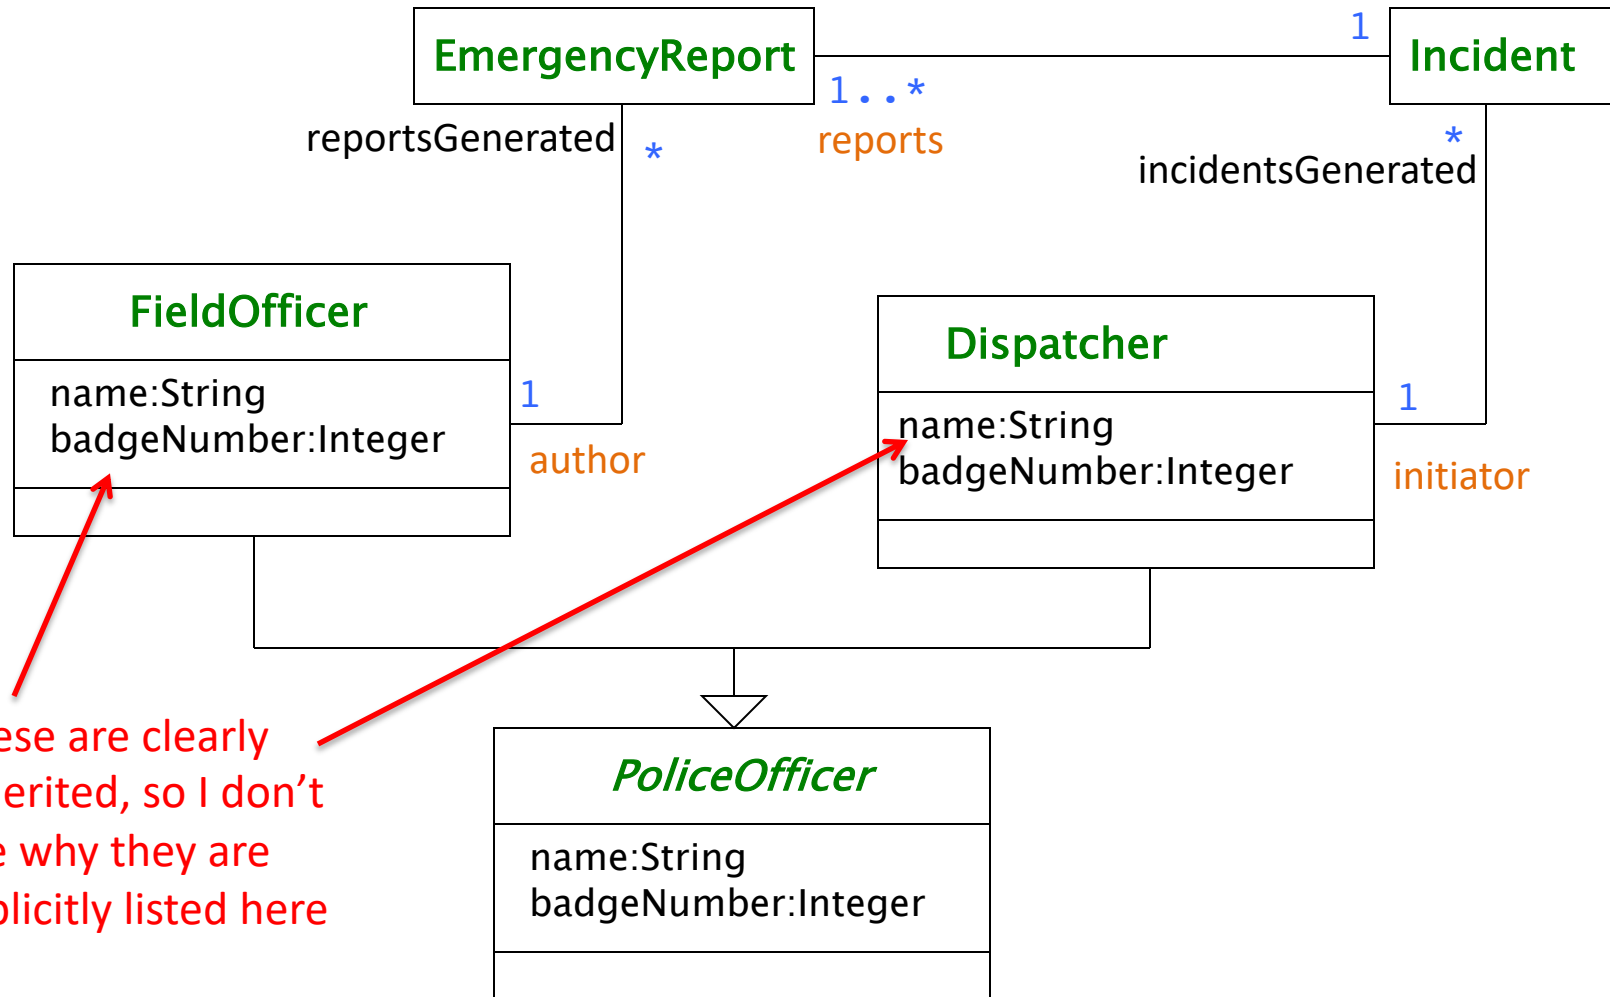 EmergencyReport
1
Incident
1..*
reportsGenerated
*
reports
*
incidentsGenerated
FieldOfficer
name:String
badgeNumber:Integer
1
author
Dispatcher
name:String
badgeNumber:Integer
1
initiator
ese are clearly
erited, so I don’t
e why they are
plicitly listed here
PoliceOfficer
name:String
badgeNumber:Integer